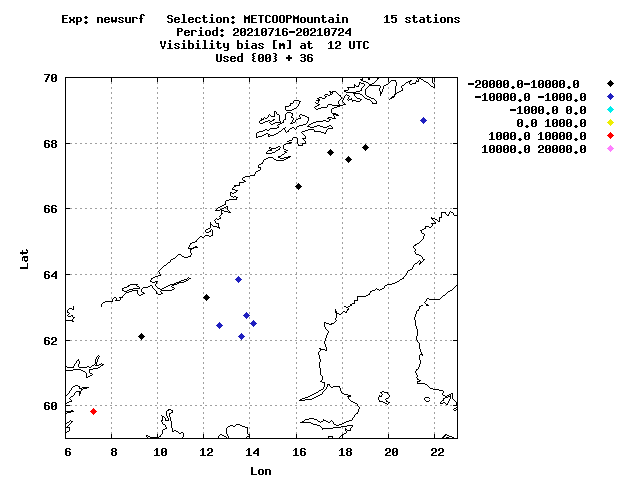 Exp: newsurf   Selection: METCOOPMountain     15 stations
Period: 20210716-20210724
Visibility bias [m] at  12 UTC
Used {00} + 36
-20000.0-10000.0
-10000.0 -1000.0
-1000.0 0.0
0.0 1000.0
1000.0 10000.0
10000.0 20000.0
70
68
66
64
62
60
Lat
6 8 10 12 14 16 18 20 22
Lon